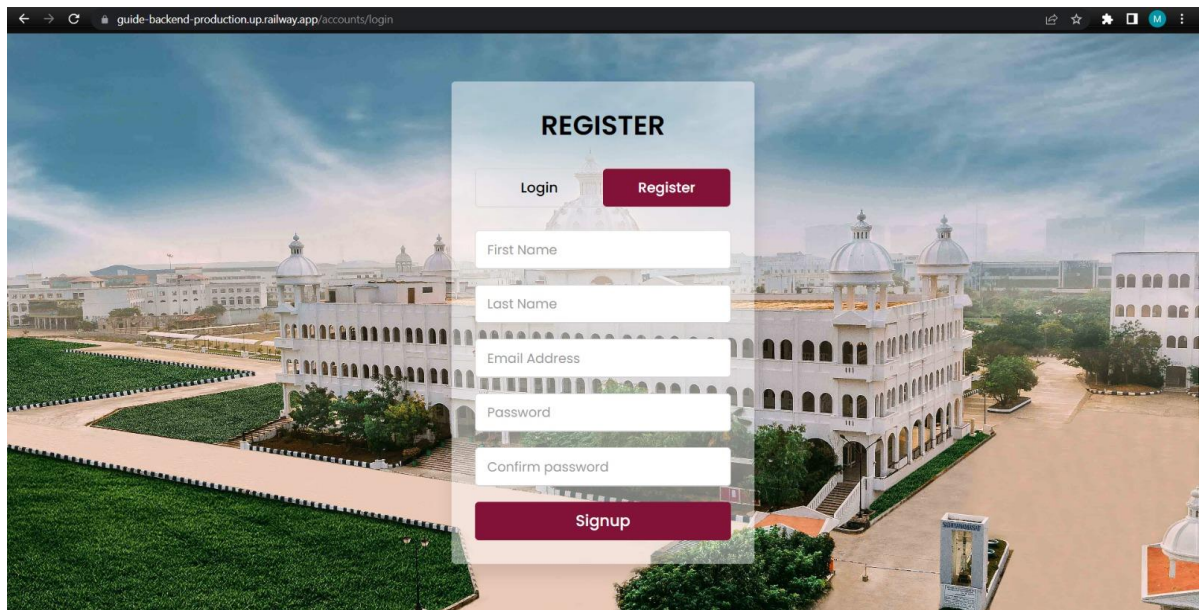 guide-backend-production.up.railway.app/accounts/login
M
REGISTER
Login Register
First Name
Last Name
Email Address
Password
Confirm password
Signup